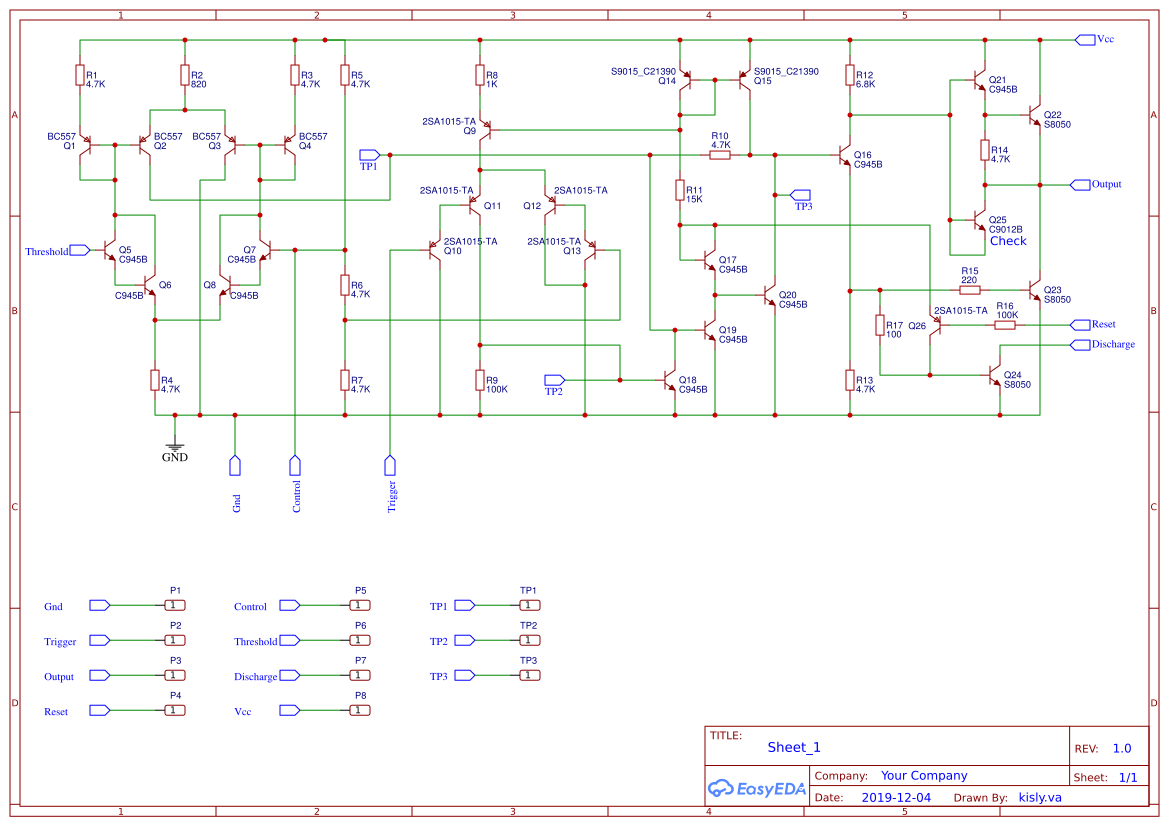 1 2 3 4 5
A
B
C
D
A
B
C
D
1 2 3 4 5
Vcc
R1
4.7K
R2
820
R3
4.7K
R5
4.7K
R8
1K
S9015_C21390
Q14
S9015_C21390
Q15
R12
6.8K
Q21
C945B
Q22
S8050
BC557
Q1
BC557
Q2
BC557
Q3
BC557
Q4
2SA1015-TA
Q9
TP1
R10
4.7K
Q16
C945B
R14
4.7K
Output
2SA1015-TA
Q11
2SA1015-TA
Q12
R11
15K
TP3
Q25
C9012B
Check
Threshold
Q5
C945B
Q7
C945B
2SA1015-TA
Q10
2SA1015-TA
Q13
Q17
C945B
Q6
C945B
Q8
C945B
R6
4.7K
Q20
C945B
R15
220
Q23
S8050
Q19
C945B
R17
100
2SA1015-TA
Q26
R16
100K
Reset
Discharge
R4
4.7K
R7
4.7K
R9
100K
TP2
Q18
C945B
R13
4.7K
Q24
S8050
GND
Gnd
Control
Trigger
Gnd
P1
1
Control
P5
1
TP1
TP1
1
Trigger
P2
1
Threshold
P6
1
TP2
TP2
1
Output
P3
1
Discharge
P7
1
TP3
TP3
1
Reset
P4
1
Vcc
P8
1
TITLE:
Sheet_1
REV: 1.0
EasyEDA
Company: Your Company
Sheet: 1/1
Date: 2019-12-04 Drawn By: kisly.va